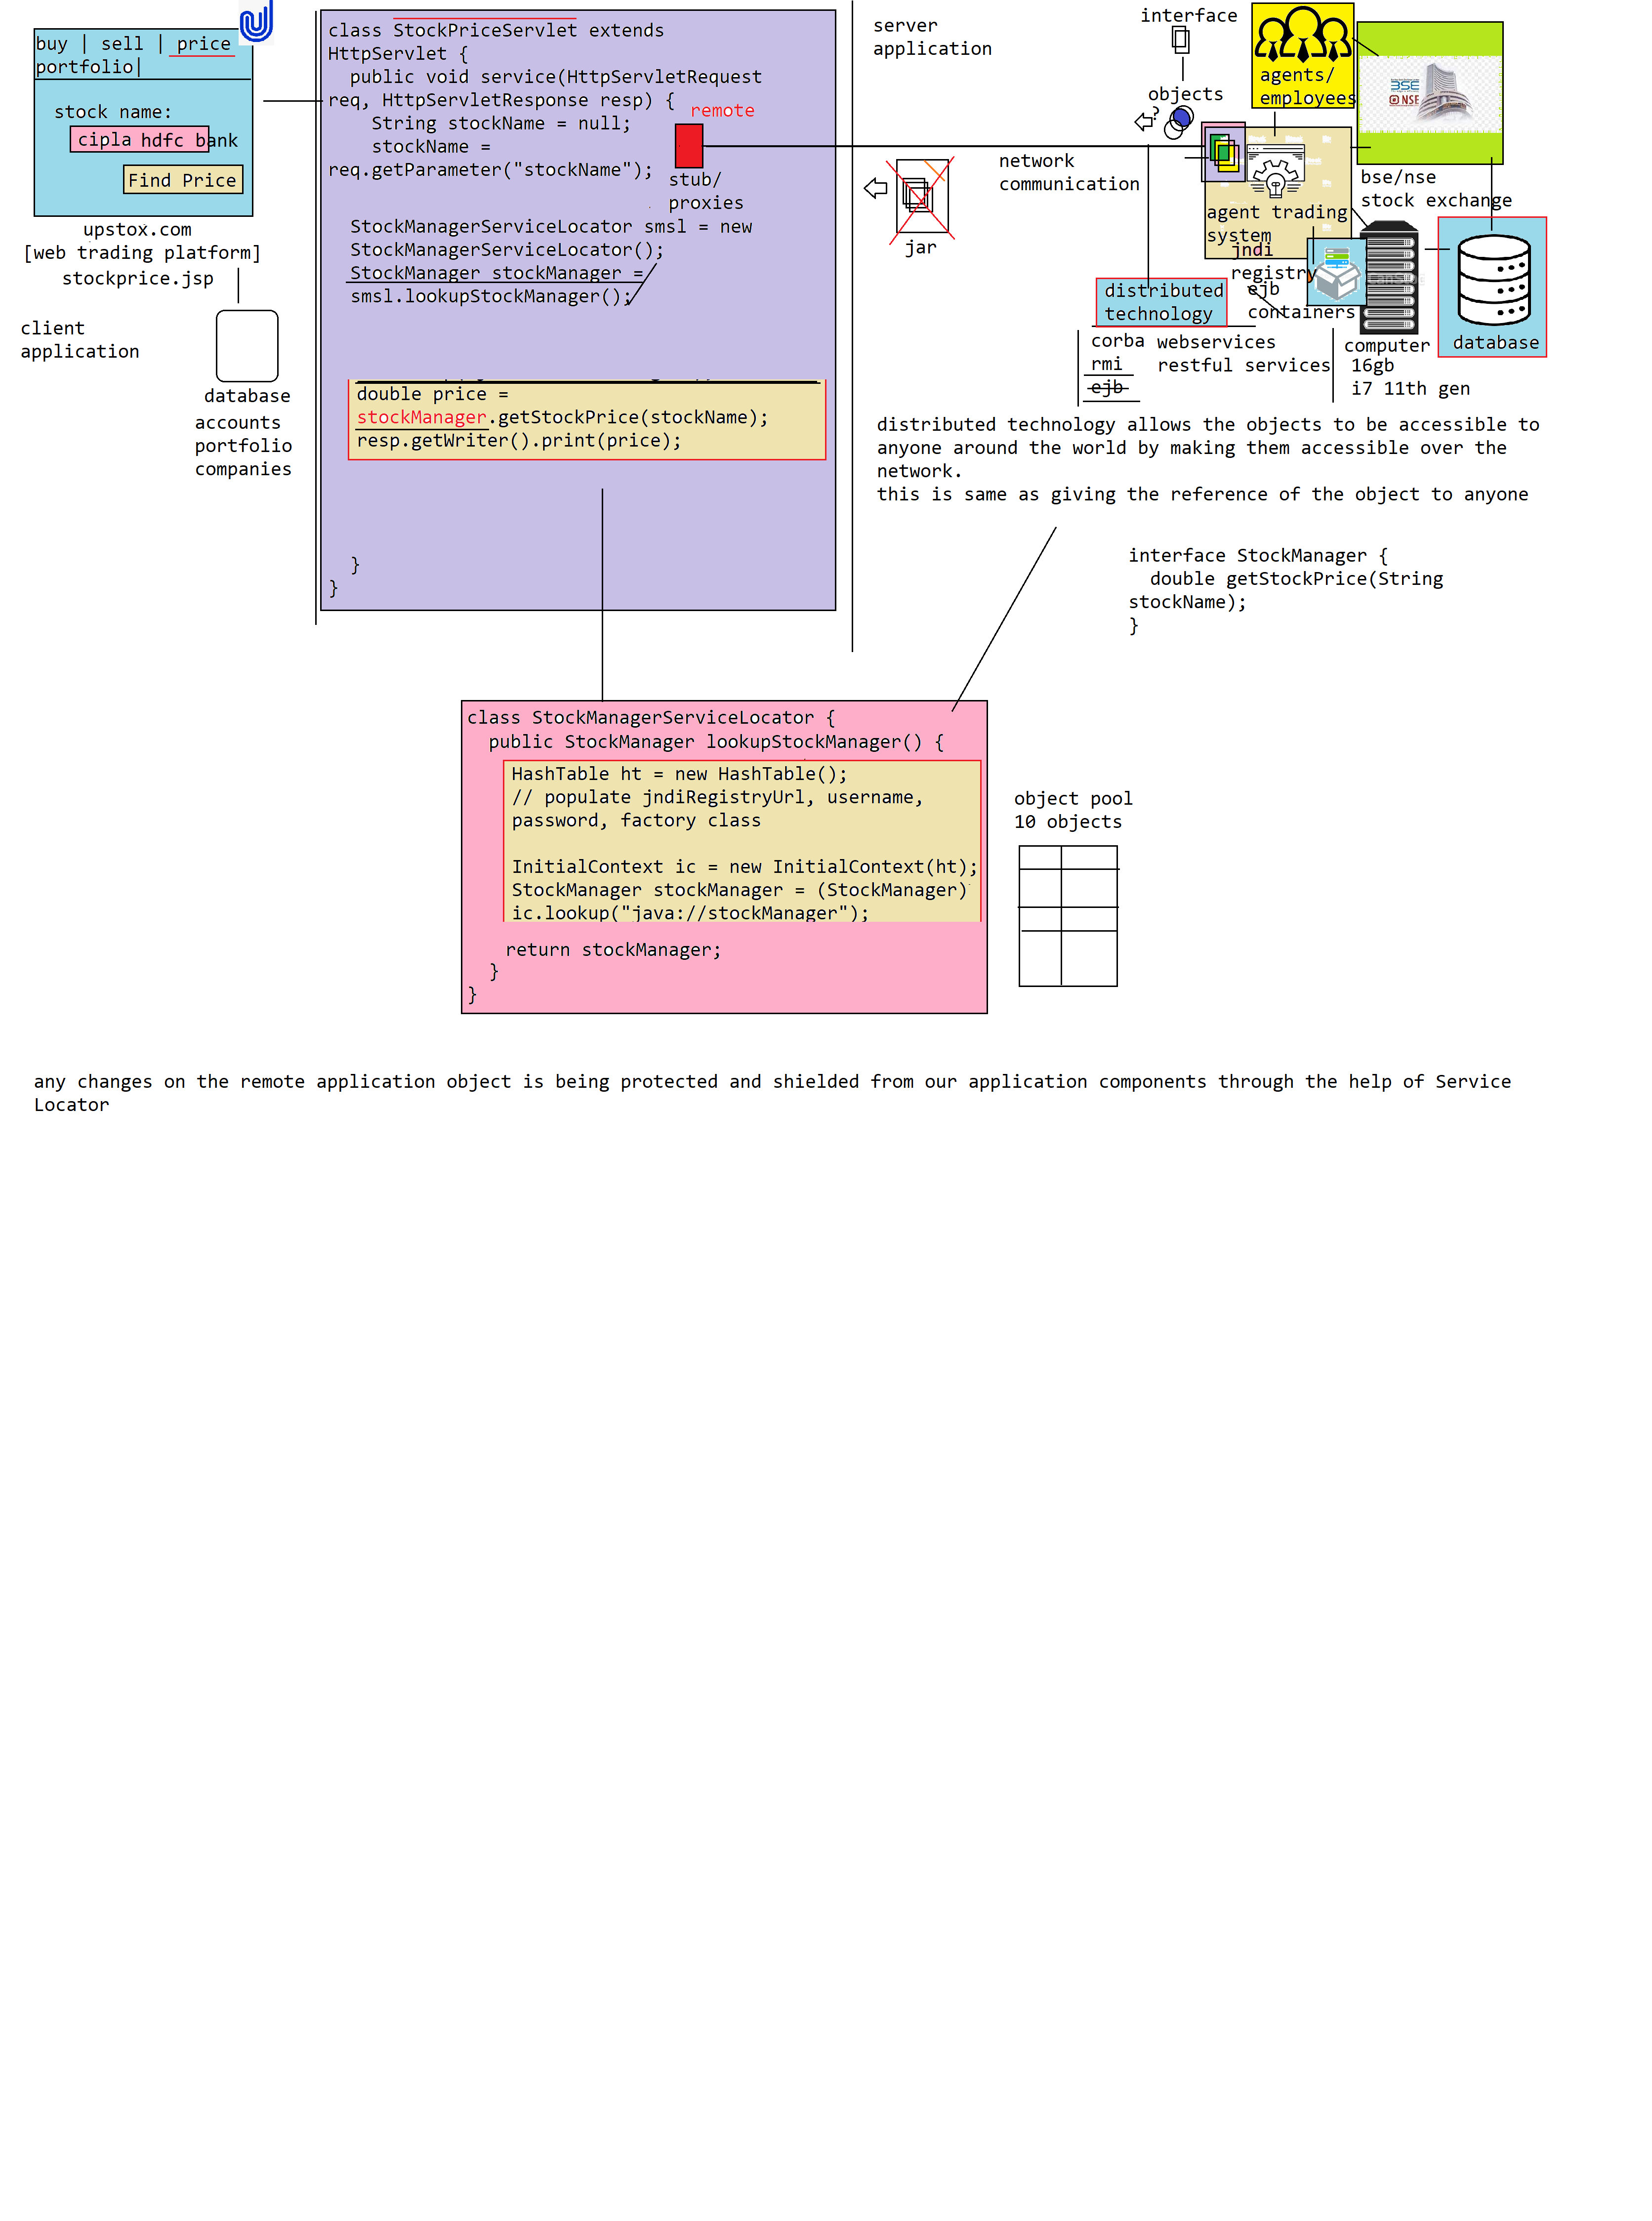 buy | sell | price
portfolio|
stock name:
cipla hdfc bank
Find Price
upstox.com
[web trading platform]
stockprice.jsp
client
application
database
accounts
portfolio
companies
class StockPriceServlet extends
HttpServlet {
public void service(HttpServletRequest
req, HttpServletResponse resp) {
String stockName = null;
stockName =
req.getParameter("stockName");
remote
stub/
proxies
StockManagerServiceLocator smsl = new
StockManagerServiceLocator();
StockManager stockManager =
smsl.lookupStockManager();
double price =
stockManager.getStockPrice(stockName);
resp.getWriter().print(price);
}
}
server
application
jar
network
communication
interface
objects
?
agents/
employees
BSE
NSE
bse/nse
stock exchange
agent trading
system
jndi
registry
ejb
containers
distributed
technology
corba
rmi
ejb
webservices
restful services
computer
16gb
i7 11th gen
database
distributed technology allows the objects to be accessible to
anyone around the world by making them accessible over the
network.
this is same as giving the reference of the object to anyone
interface StockManager {
double getStockPrice(String
stockName);
}
class StockManagerServiceLocator {
public StockManager lookupStockManager() {
HashTable ht = new HashTable();
// populate jndiRegistryUrl, username,
password, factory class
InitialContext ic = new InitialContext(ht);
StockManager stockManager = (StockManager)
ic.lookup("java://stockManager");
return stockManager;
}
}
object pool
10 objects
any changes on the remote application object is being protected and shielded from our application components through the help of Service
Locator